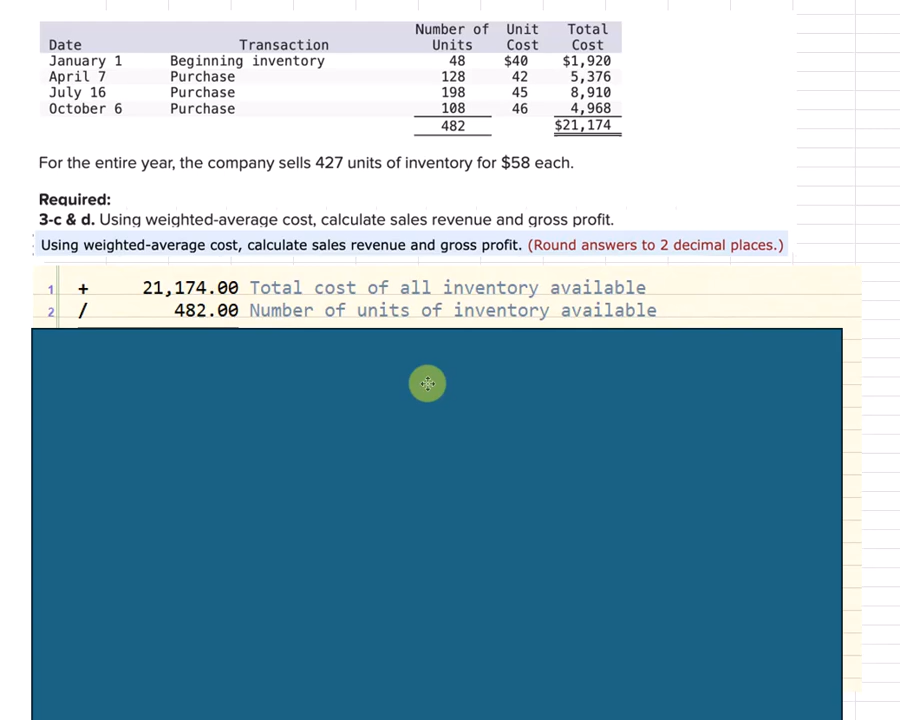 Number of Unit Total
Date Transaction Units Cost Cost
January 1 Beginning inventory 48 $40 $1,920
April 7 Purchase 128 42 5,376
July 16 Purchase 198 45 8,910
October 6 Purchase 108 46 4,968
482 $21,174
For the entire year, the company sells 427 units of inventory for $58 each.
Required:
3-c & d. Using weighted-average cost, calculate sales revenue and gross profit.
Using weighted-average cost, calculate sales revenue and gross profit. (Round answers to 2 decimal places.)
1 + 21,174.00 Total cost of all inventory available
2 / 482.00 Number of units of inventory available